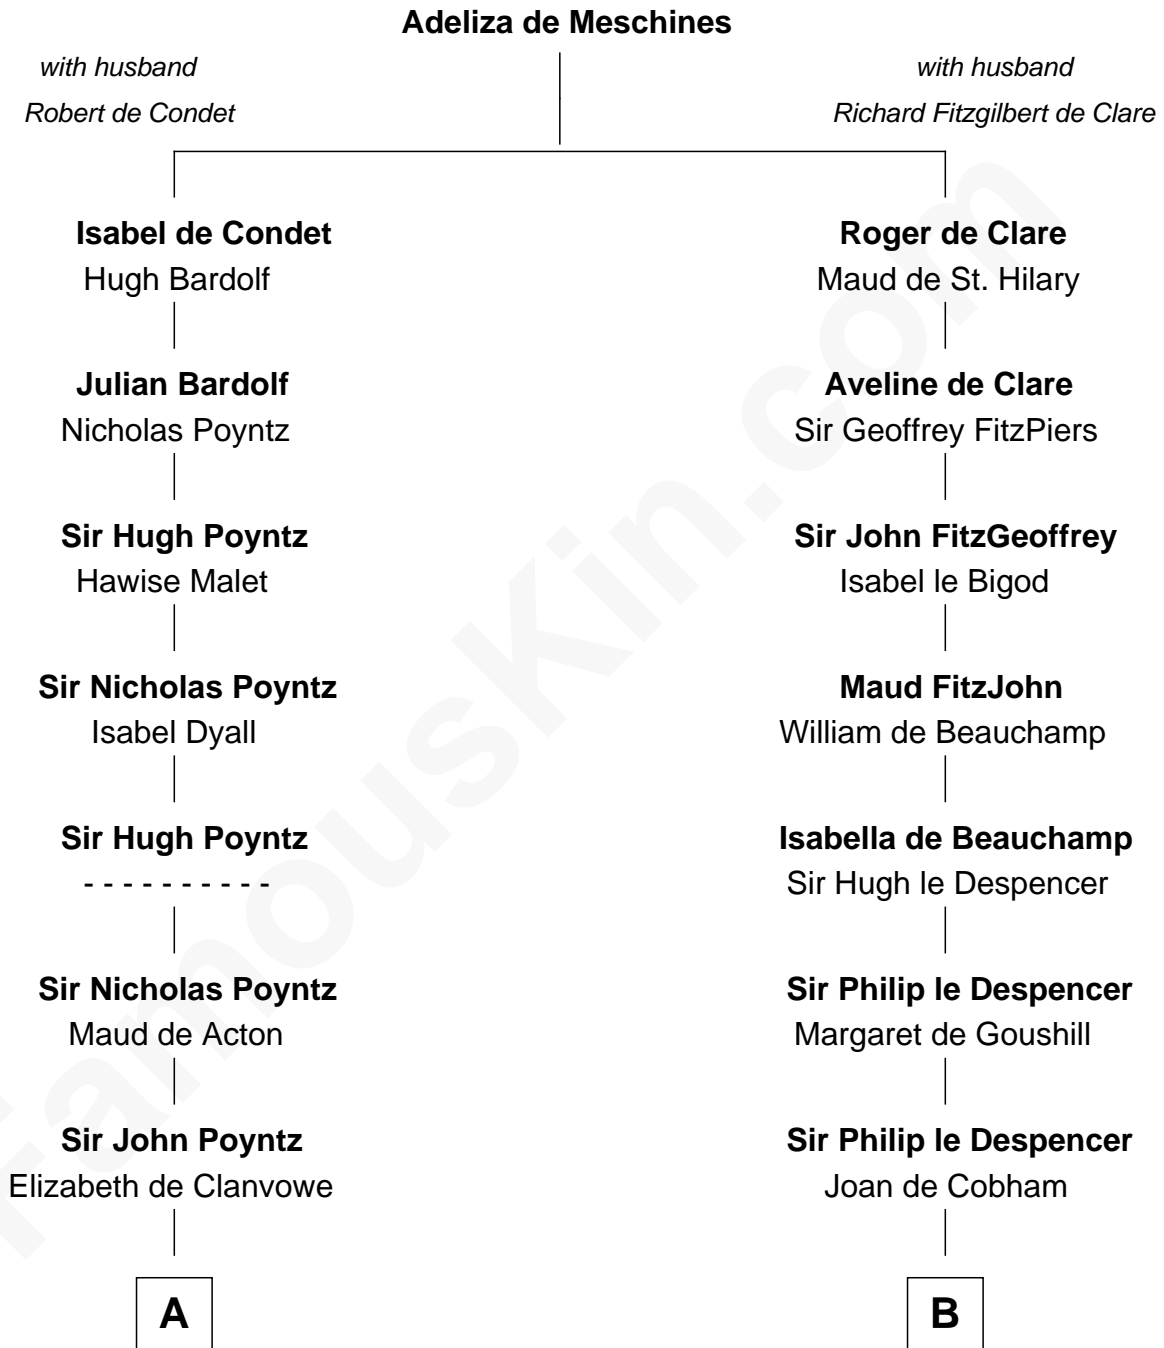 Adeliza de Meschines
with husband
Robert de Condet
with husband
Richard Fitzgilbert de Clare
Isabel de Condet
Hugh Bardolf
Roger de Clare
Maud de St. Hilary
Julian Bardolf
Nicholas Poyntz
Aveline de Clare
Sir Geoffrey FitzPiers
Sir Hugh Poyntz
Hawise Malet
Sir John FitzGeoffrey
Isabel le Bigod
Sir Nicholas Poyntz
Isabel Dyall
Maud FitzJohn
William de Beauchamp
Sir Hugh Poyntz
- - - - - - - - - -
Isabella de Beauchamp
Sir Hugh le Despencer
Sir Nicholas Poyntz
Maud de Acton
Sir Philip le Despencer
Margaret de Goushill
Sir John Poyntz
Elizabeth de Clanvowe
Sir Philip le Despencer
Joan de Cobham
A
B
FamousKin.com